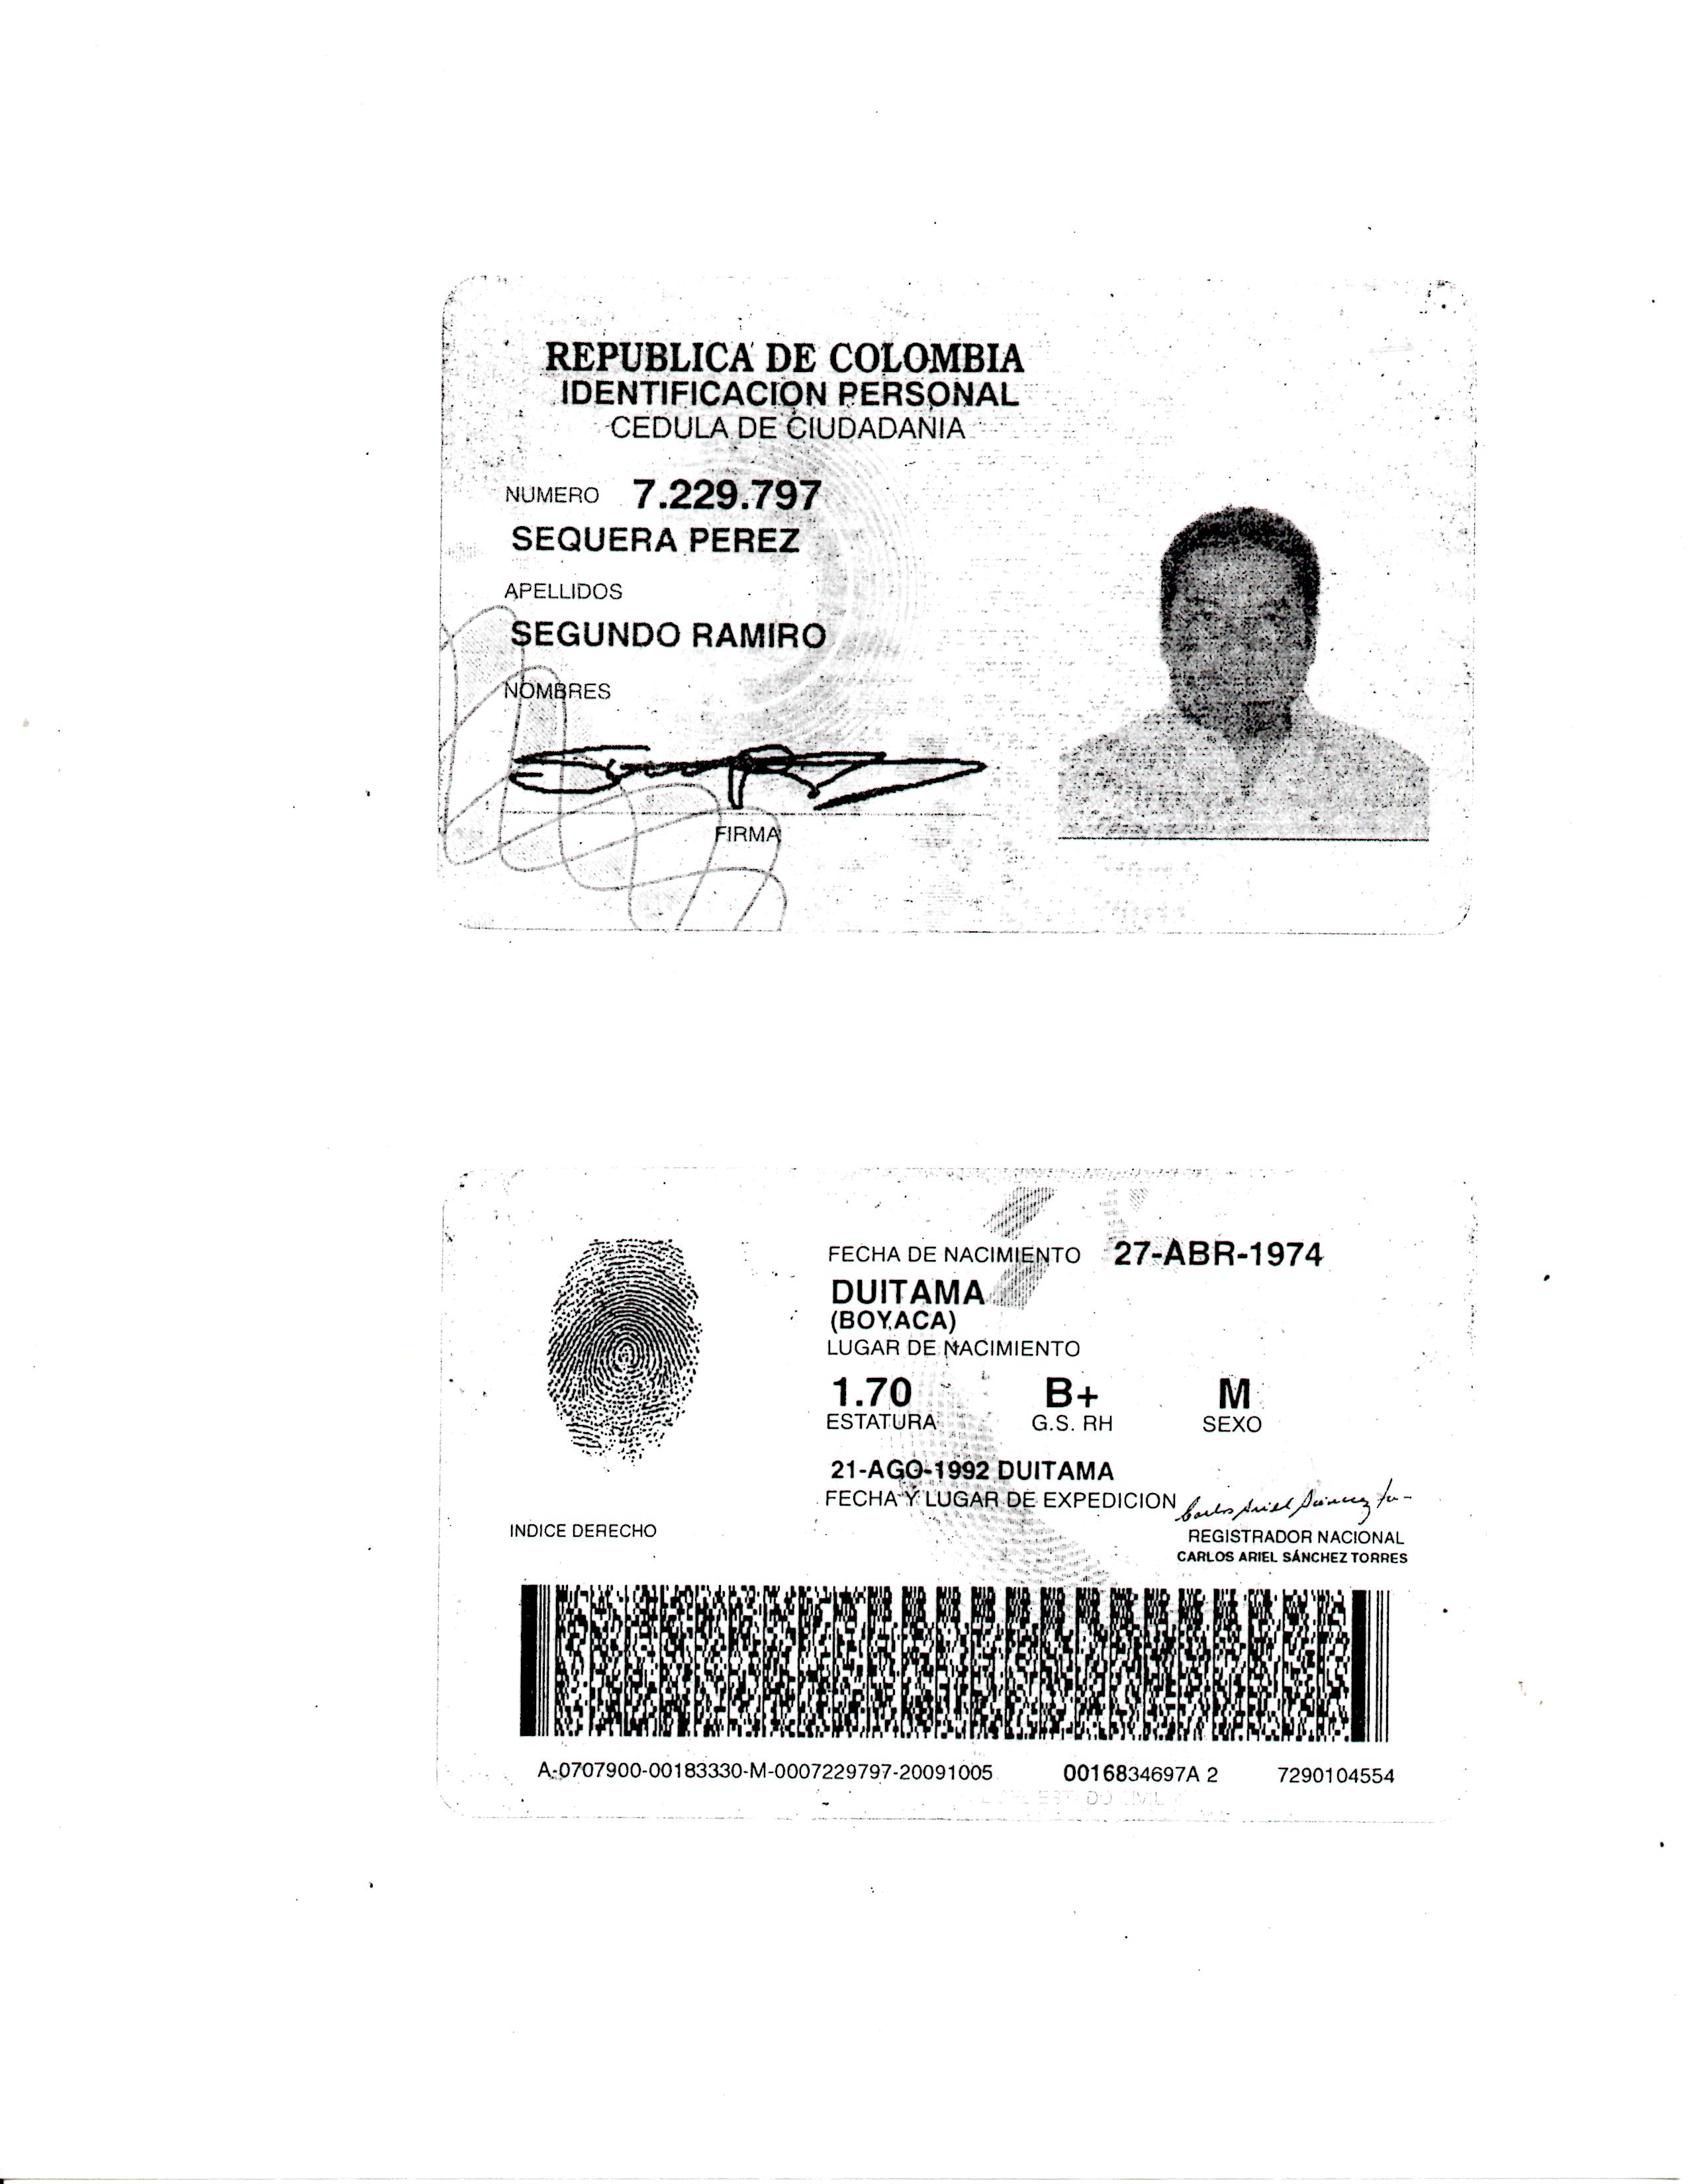 REPUBLICA DE COLOMBIA
IDENTIFICACION PERSONAL
CEDULA DE CIUDADANIA
NUMERO 7.229.797
SEQUERA PEREZ
APELLIDOS
SEGUNDO RAMIRO
NOMBRES
FIRMA
FECHA DE NACIMIENTO 27-ABR-1974
DUITAMA
(BOYACA)
LUGAR DE NACIMIENTO
1.70 B+ M
ESTATURA G.S. RH SEXO
21-AGO-1992 DUITAMA
FECHA Y LUGAR DE EXPEDICION
INDICE DERECHO
REGISTRADOR NACIONAL
CARLOS ARIEL SÁNCHEZ TORRES
A-0707900-00183330-M-0007229797-20091005 0016834697A 2 7290104554